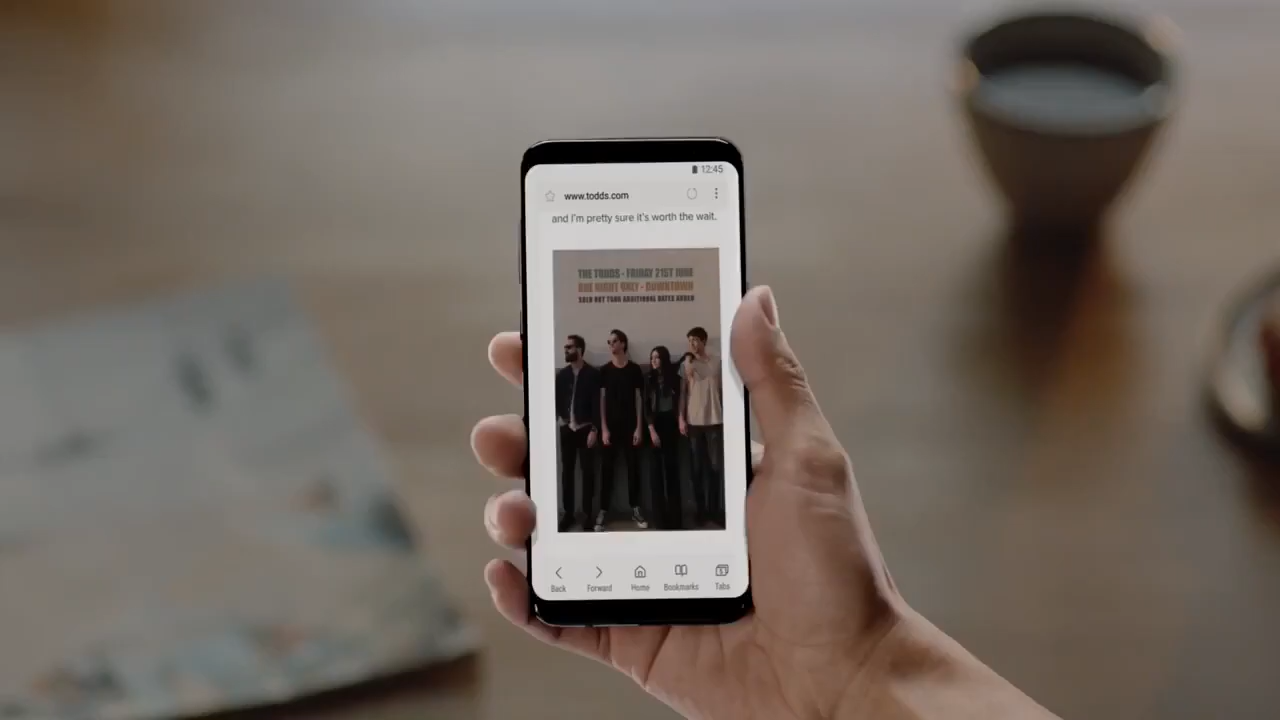 12:45
www.todds.com
and I'm pretty sure it's worth the wait.
THE TODDS - FRIDAY 21ST JUNE
ONE NIGHT ONLY - DOWNTOWN
SOLD OUT TOUR ADDITIONAL DATES ADDED
Back Forward Home Bookmarks Tabs